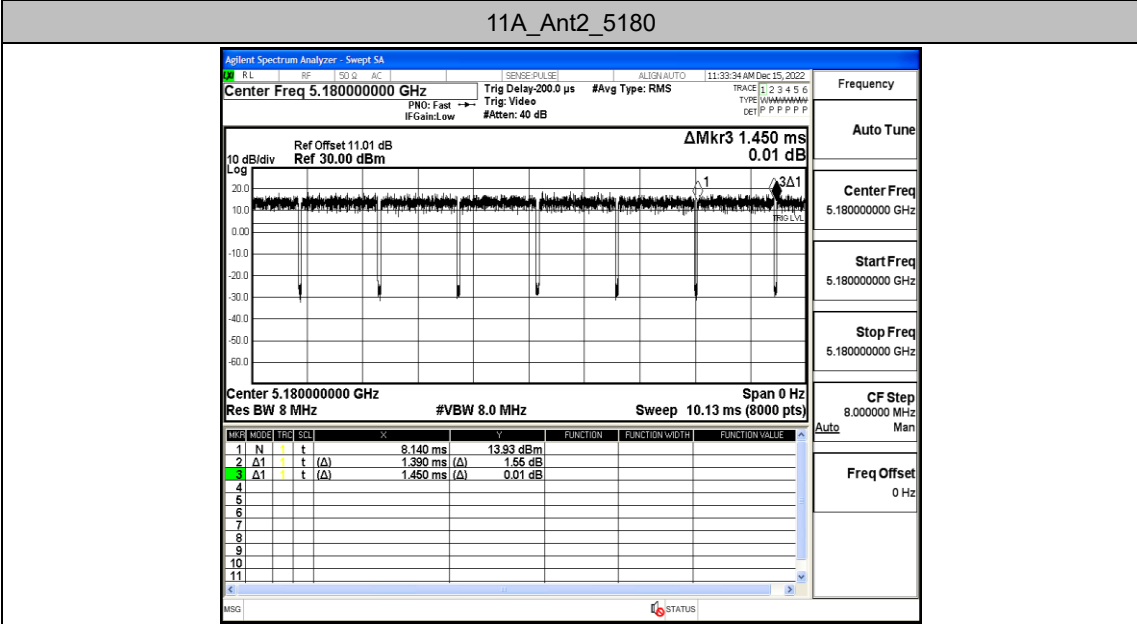 11A_Ant2_5180
Agilent Spectrum Analyzer - Swept SA
LXI RL RF 50 Ω AC SENSE:PULSE ALIGNAUTO 11:33:34 AM Dec 15, 2022
Center Freq 5.180000000 GHz Trig Delay-200.0 µs #Avg Type: RMS TRACE 1 2 3 4 5 6
PNO: Fast Trig: Video TYPE WWWWWW
IFGain:Low #Atten: 40 dB DET P P P P P P
Frequency
Auto Tune
Center Freq
5.180000000 GHz
Start Freq
5.180000000 GHz
Stop Freq
5.180000000 GHz
CF Step
8.000000 MHz
Auto Man
Freq Offset
0 Hz
ΔMkr3 1.450 ms
0.01 dB
Ref Offset 11.01 dB
10 dB/div Ref 30.00 dBm
Log
20.0
10.0
0.00
-10.0
-20.0
-30.0
-40.0
-50.0
-60.0
1
3Δ1
TRIG LVL
Center 5.180000000 GHz Span 0 Hz
Res BW 8 MHz #VBW 8.0 MHz Sweep 10.13 ms (8000 pts)
MKR MODE TRC SCL X Y FUNCTION FUNCTION WIDTH FUNCTION VALUE
1 N 1 t 8.140 ms 13.93 dBm
2 Δ1 1 t (Δ) 1.390 ms (Δ) 1.55 dB
3 Δ1 1 t (Δ) 1.450 ms (Δ) 0.01 dB
4
5
6
7
8
9
10
11
MSG STATUS